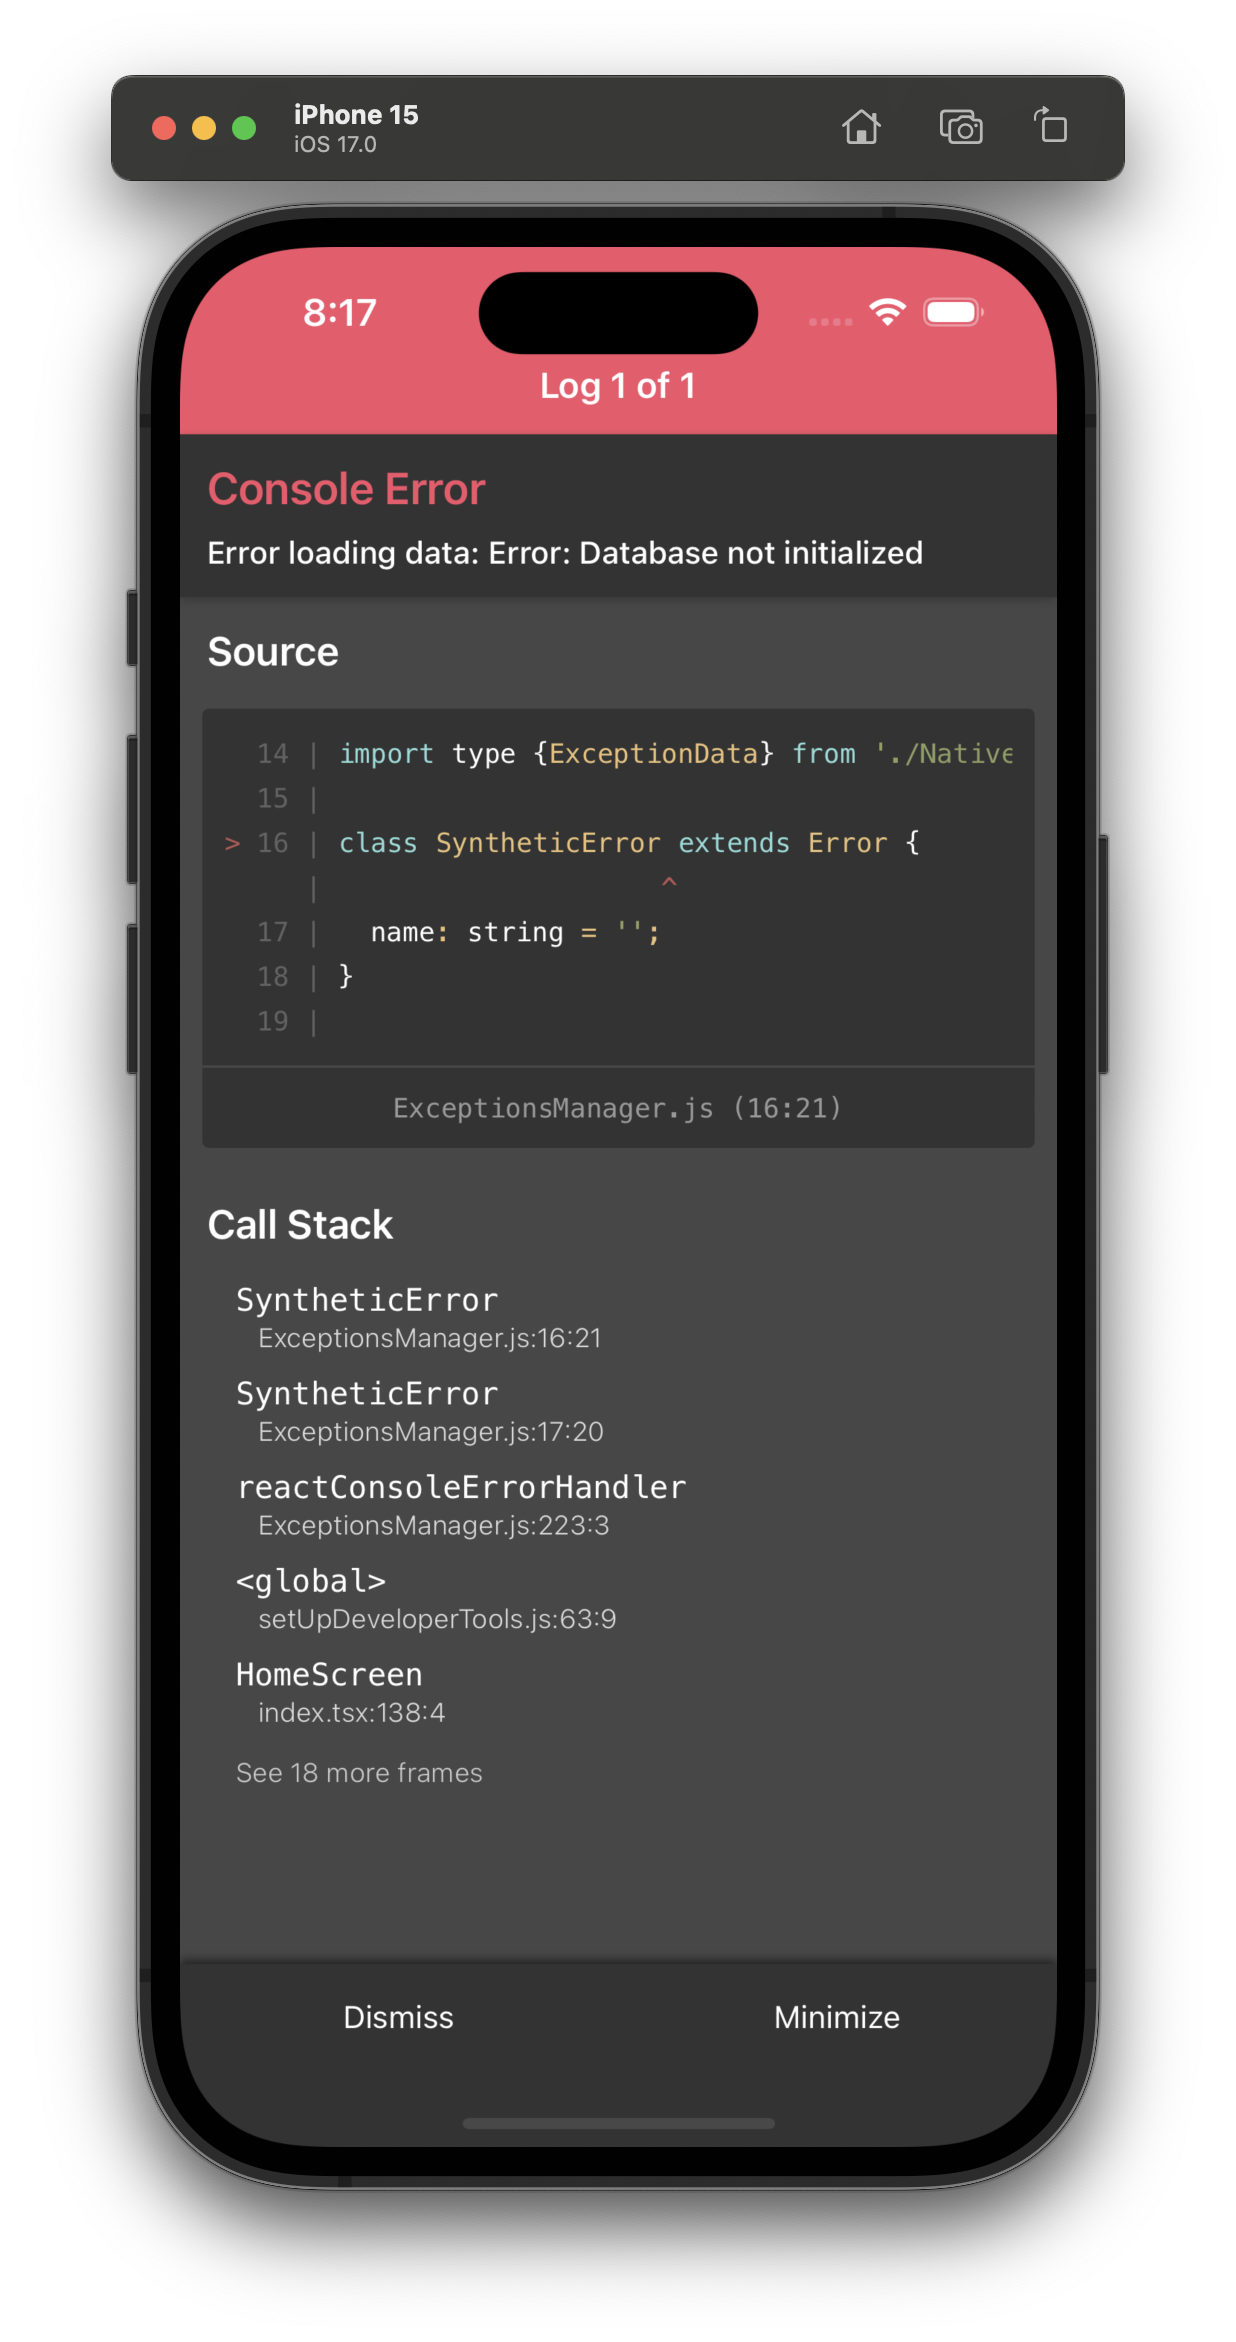 iPhone 15
iOS 17.0
8:17
Log 1 of 1
Console Error
Error loading data: Error: Database not initialized
Source
14 | import type {ExceptionData} from './Native
15 |
> 16 | class SyntheticError extends Error {
| ^
17 | name: string = '';
18 | }
19 |
ExceptionsManager.js (16:21)
Call Stack
SyntheticError
ExceptionsManager.js:16:21
SyntheticError
ExceptionsManager.js:17:20
reactConsoleErrorHandler
ExceptionsManager.js:223:3
<global>
setUpDeveloperTools.js:63:9
HomeScreen
index.tsx:138:4
See 18 more frames
Dismiss Minimize